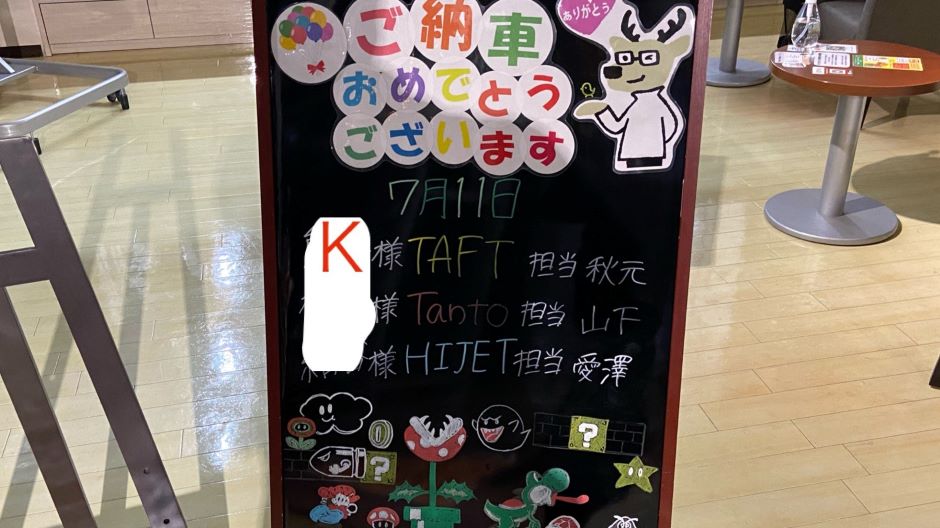 ありがとう
ご納車
おめでとう
ございます
7月11日
K様 TAFT 担当 秋元
様 Tanto 担当 山下
様 HIJET 担当 愛澤
?
?